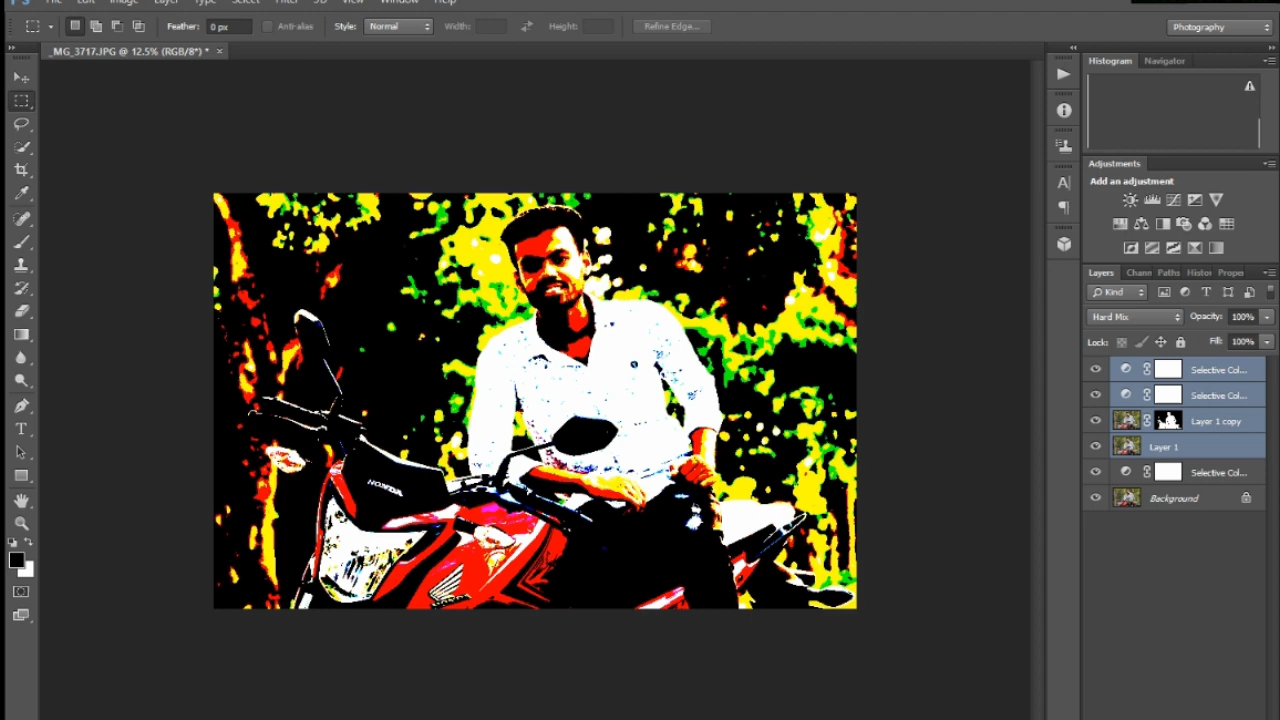 Ps File Edit Image Layer Type Select Filter 3D View Window Help
Feather: 0 px Anti-alias Style: Normal Width: Height: Refine Edge... Photography
_MG_3717.JPG @ 12.5% (RGB/8*) * ×
Histogram Navigator
Adjustments
Add an adjustment
Layers Chann Paths Histor Proper
Kind
Hard Mix Opacity: 100%
Lock: Fill: 100%
Selective Col...
Selective Col...
Layer 1 copy
Layer 1
Selective Col...
Background
HONDA